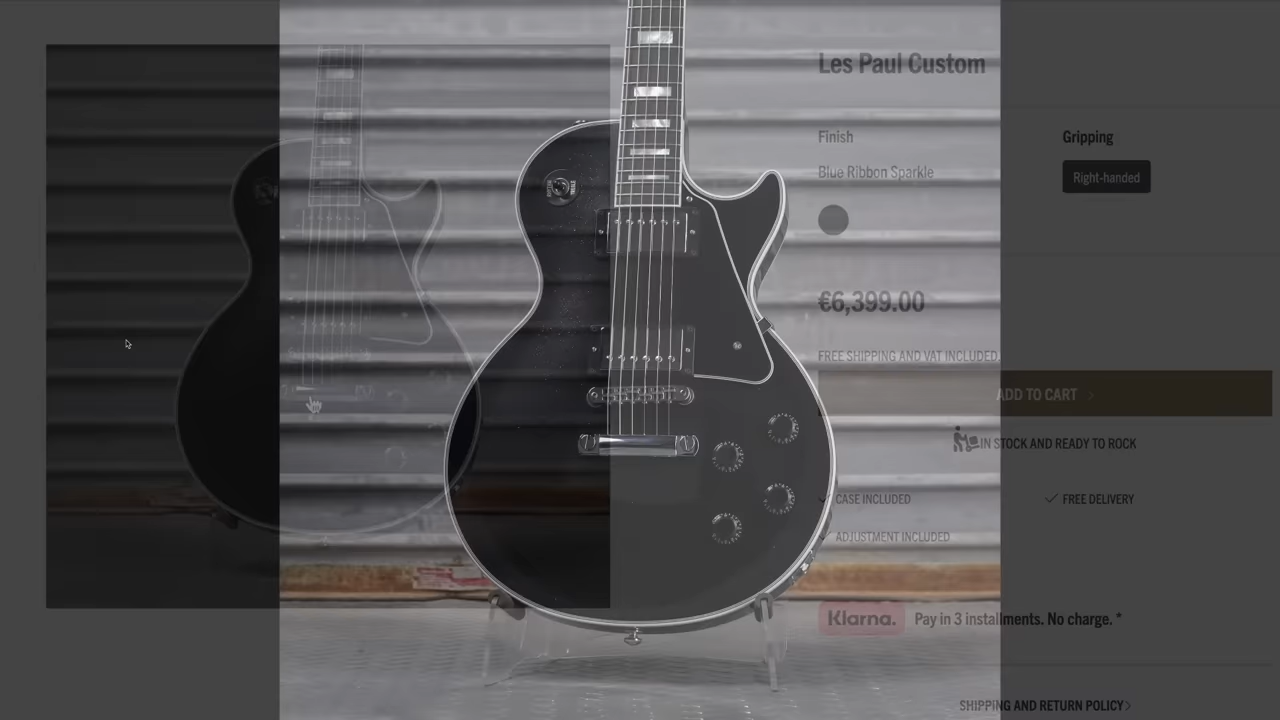 Les Paul Custom
Finish
Gripping
Blue Ribbon Sparkle
Right-handed
€6,399.00
FREE SHIPPING AND VAT INCLUDED.
ADD TO CART
IN STOCK AND READY TO ROCK
CASE INCLUDED
FREE DELIVERY
ADJUSTMENT INCLUDED
Klarna. Pay in 3 installments. No charge. *
SHIPPING AND RETURN POLICY